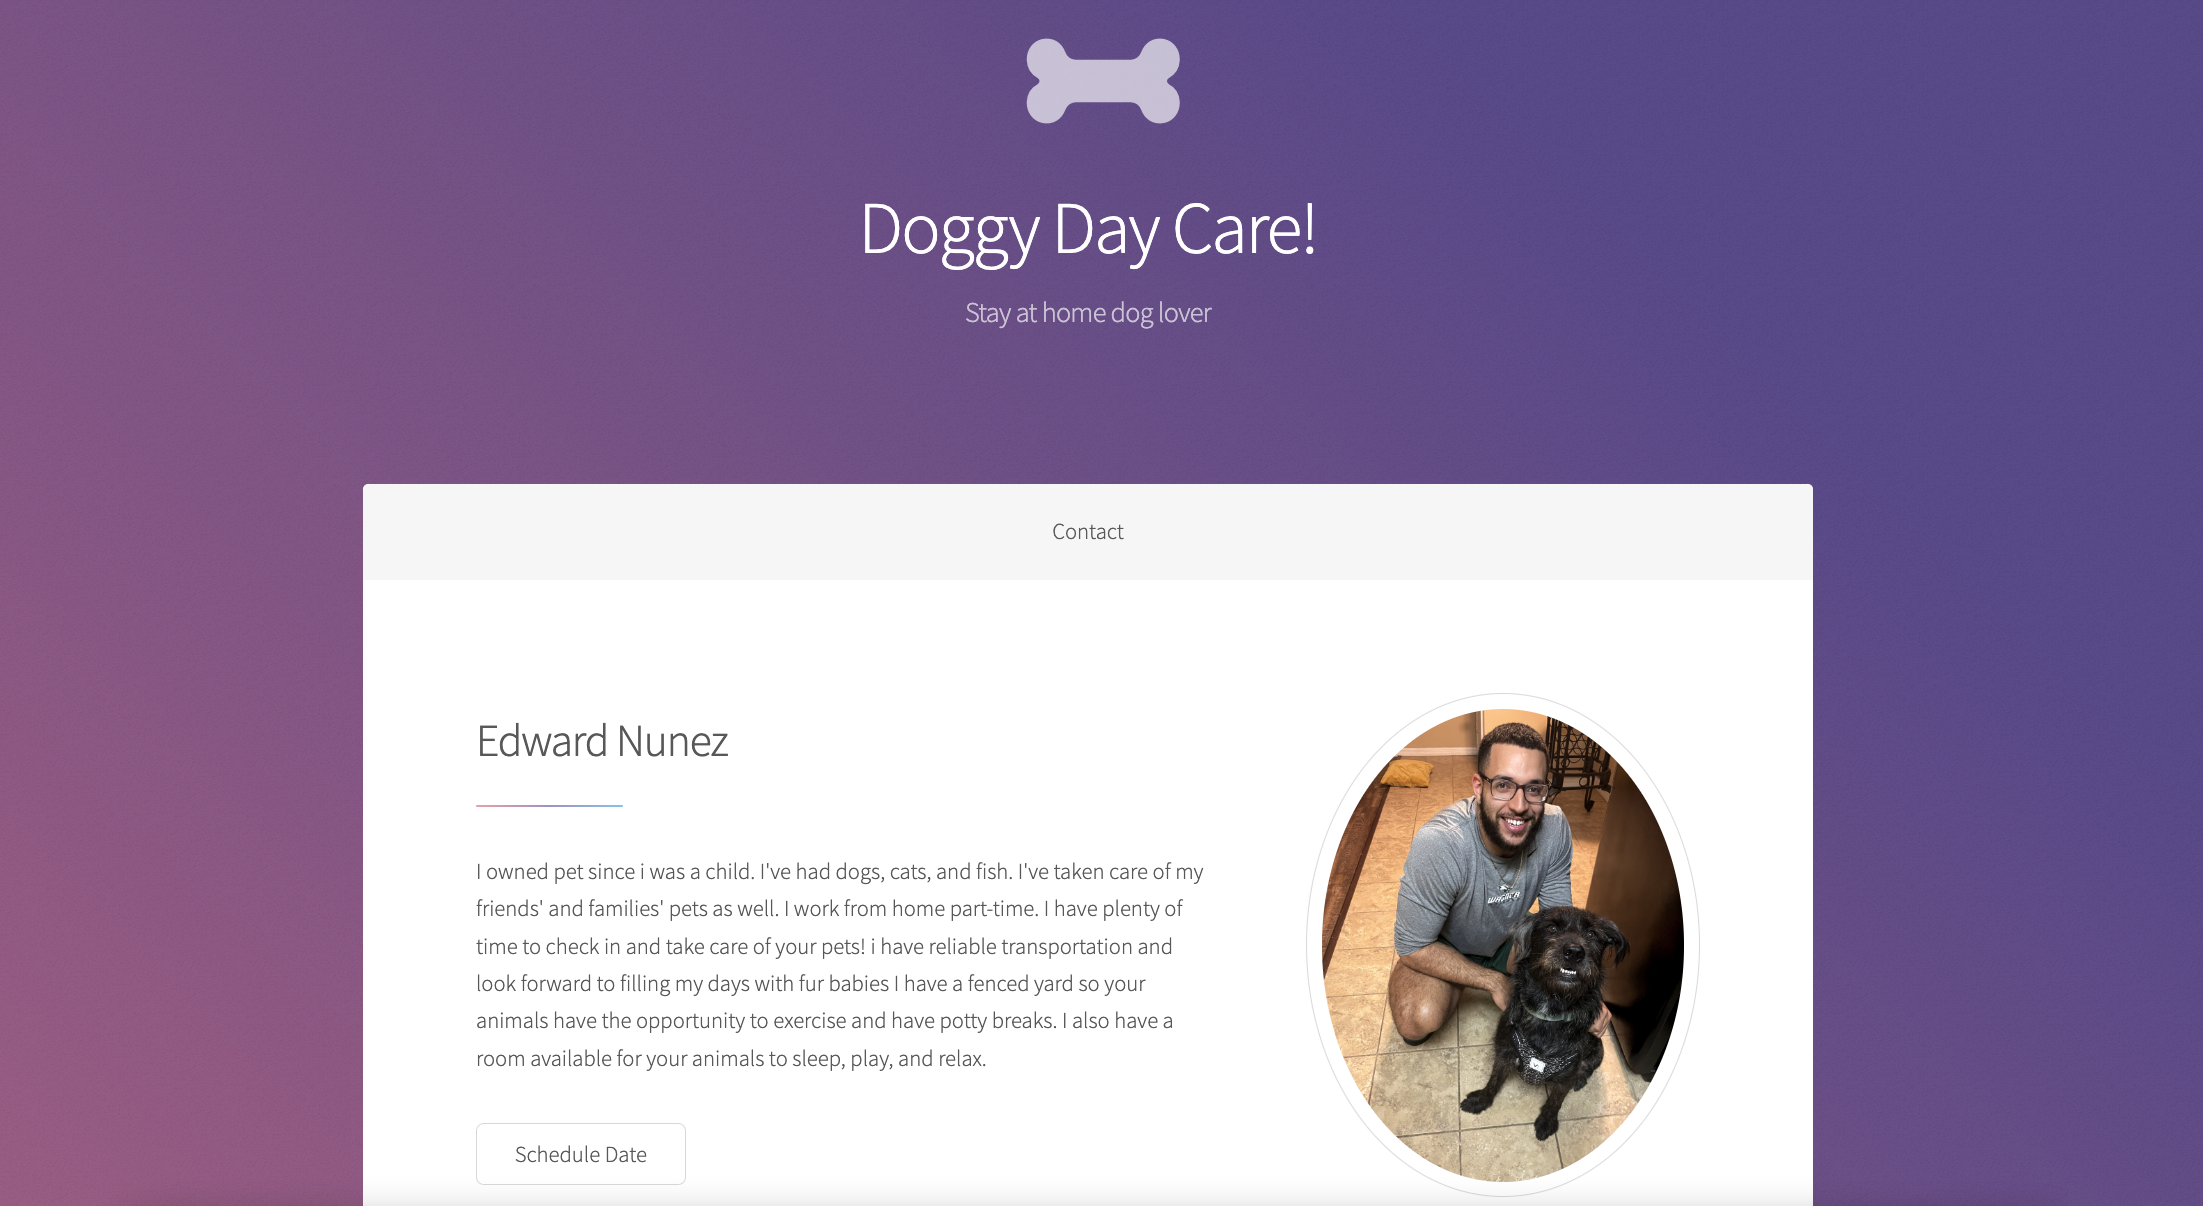 Doggy Day Care!
Stay at home dog lover
Contact
Edward Nunez
I owned pet since i was a child. I've had dogs, cats, and fish. I've taken care of my
friends' and families' pets as well. I work from home part-time. I have plenty of
time to check in and take care of your pets! i have reliable transportation and
look forward to filling my days with fur babies I have a fenced yard so your
animals have the opportunity to exercise and have potty breaks. I also have a
room available for your animals to sleep, play, and relax.
Schedule Date